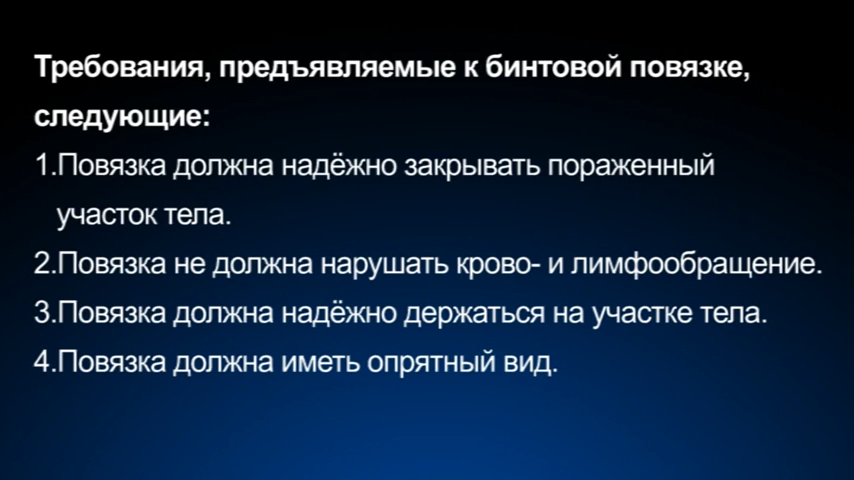 Требования, предъявляемые к бинтовой повязке,
следующие:
1.Повязка должна надёжно закрывать пораженный
участок тела.
2.Повязка не должна нарушать крово- и лимфообращение.
3.Повязка должна надёжно держаться на участке тела.
4.Повязка должна иметь опрятный вид.